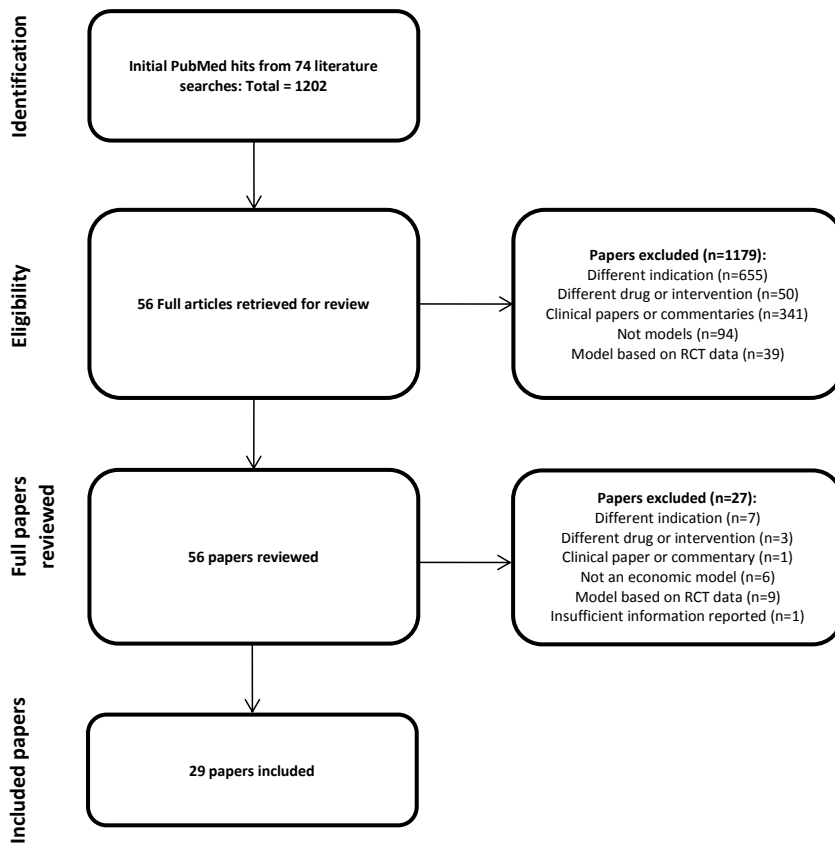 Identification
Initial PubMed hits from 74 literature
searches: Total = 1202
Eligibility
56 Full articles retrieved for review
Papers excluded (n=1179):
Different indication (n=655)
Different drug or intervention (n=50)
Clinical papers or commentaries (n=341)
Not models (n=94)
Model based on RCT data (n=39)
Full papers
reviewed
56 papers reviewed
Papers excluded (n=27):
Different indication (n=7)
Different drug or intervention (n=3)
Clinical paper or commentary (n=1)
Not an economic model (n=6)
Model based on RCT data (n=9)
Insufficient information reported (n=1)
Included papers
29 papers included